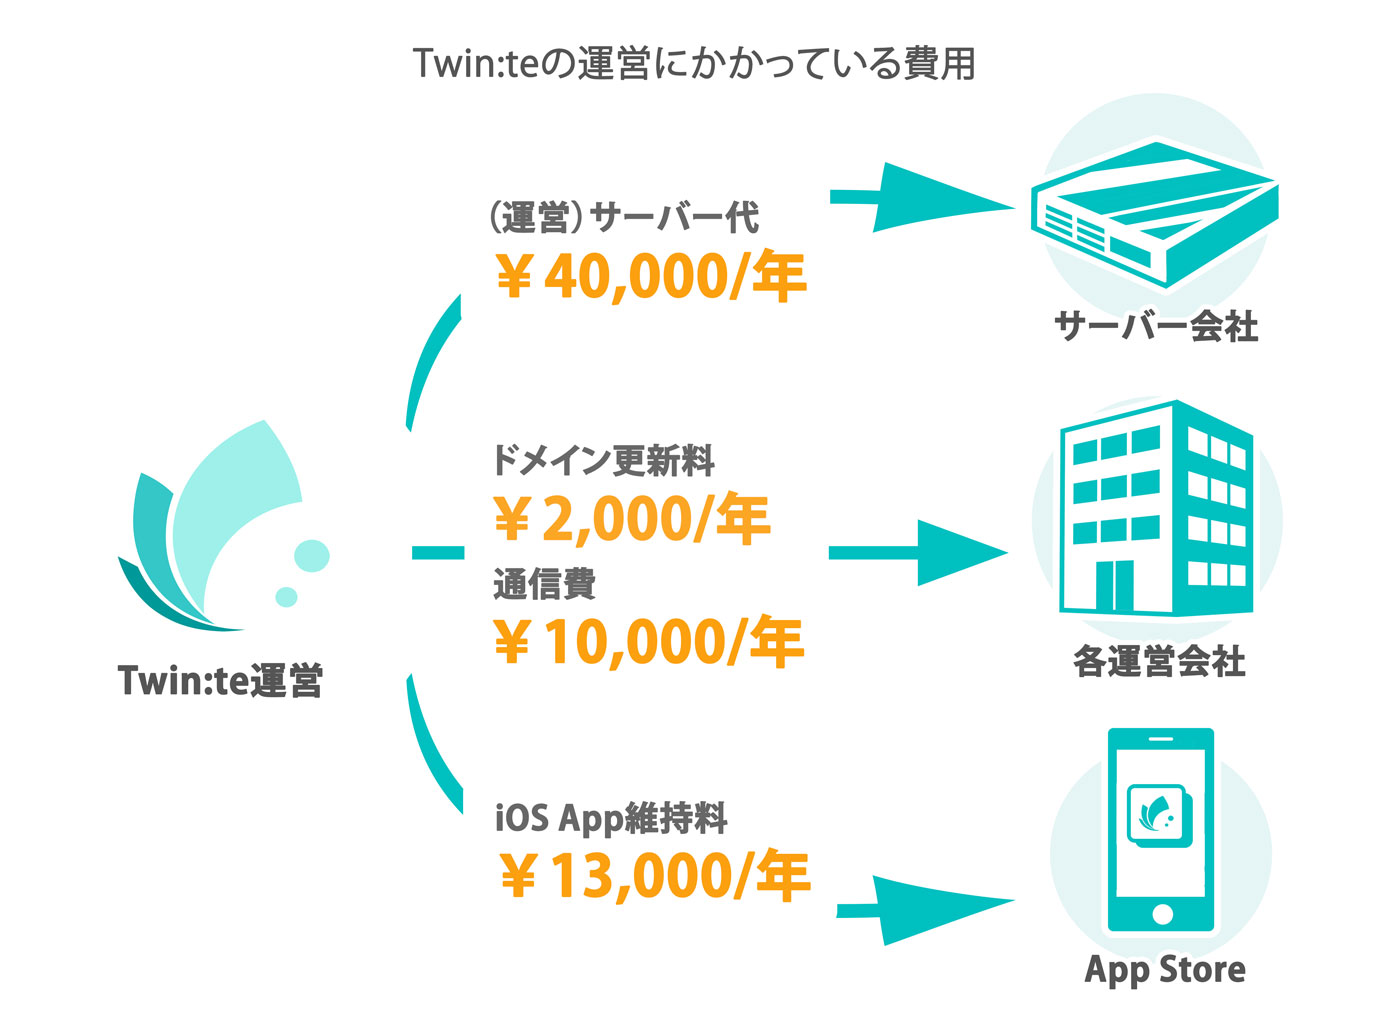 Twin:teの運営にかかっている費用
(運営)サーバー代
¥40,000/年
サーバー会社
ドメイン更新料
¥2,000/年
通信費
¥10,000/年
各運営会社
Twin:te運営
iOS App維持料
¥13,000/年
App Store